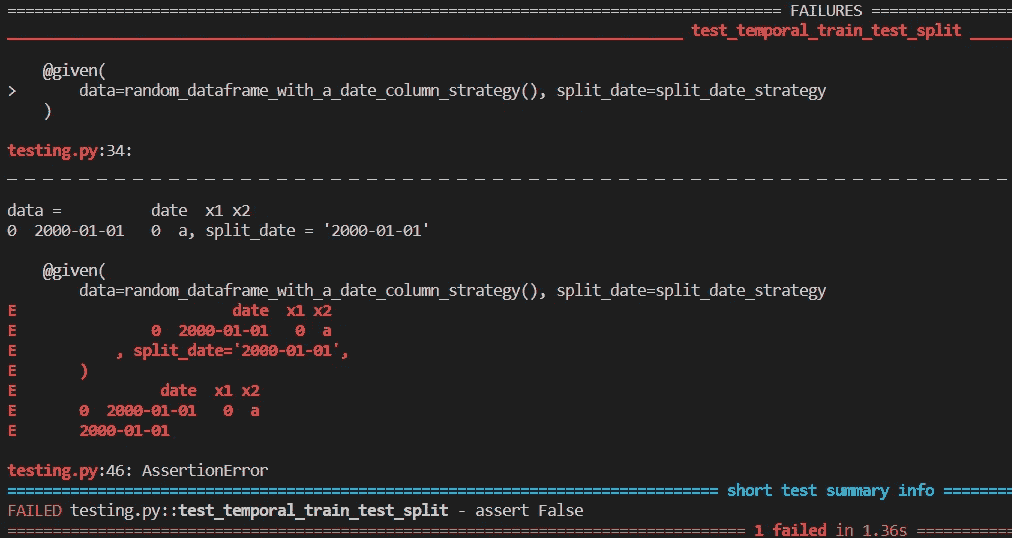 ====================================================================================== FAILURES ================
___________________________________________________________________________ test_temporal_train_test_split _____
    @given(
>       data=random_dataframe_with_a_date_column_strategy(), split_date=split_date_strategy
    )
testing.py:34:
_ _ _ _ _ _ _ _ _ _ _ _ _ _ _ _ _ _ _ _ _ _ _ _ _ _ _ _ _ _ _ _ _ _ _ _ _ _ _ _ _ _ _ _ _ _ _ _ _ _ _ _ _ _ _ _
data =          date  x1 x2
0  2000-01-01   0  a, split_date = '2000-01-01'
    @given(
        data=random_dataframe_with_a_date_column_strategy(), split_date=split_date_strategy
E                        date  x1 x2
E               0  2000-01-01   0  a
E           , split_date='2000-01-01',
E       )
E                date  x1 x2
E       0  2000-01-01   0  a
E       2000-01-01
testing.py:46: AssertionError
=============================================================================== short test summary info ========
FAILED testing.py::test_temporal_train_test_split - assert False
================================================================================== 1 failed in 1.36s ===========